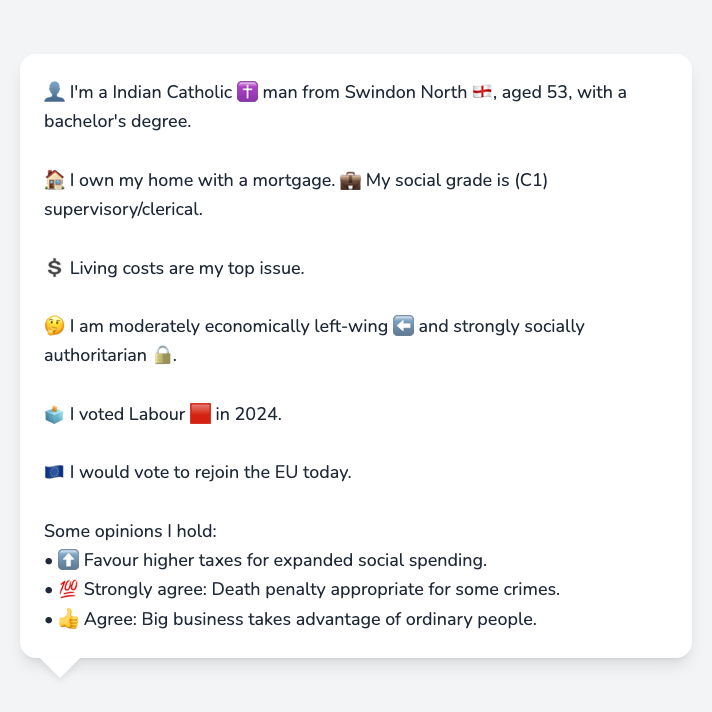 👤 I'm a Indian Catholic ✝️ man from Swindon North 🏴󠁧󠁢󠁥󠁮󠁧󠁿, aged 53, with a
bachelor's degree.
🏠 I own my home with a mortgage. 💼 My social grade is (C1)
supervisory/clerical.
💲 Living costs are my top issue.
🤔 I am moderately economically left-wing ⬅️ and strongly socially
authoritarian 🔒.
🗳️ I voted Labour 🟥 in 2024.
🇪🇺 I would vote to rejoin the EU today.
Some opinions I hold:
• ⬆️ Favour higher taxes for expanded social spending.
• 💯 Strongly agree: Death penalty appropriate for some crimes.
• 👍 Agree: Big business takes advantage of ordinary people.